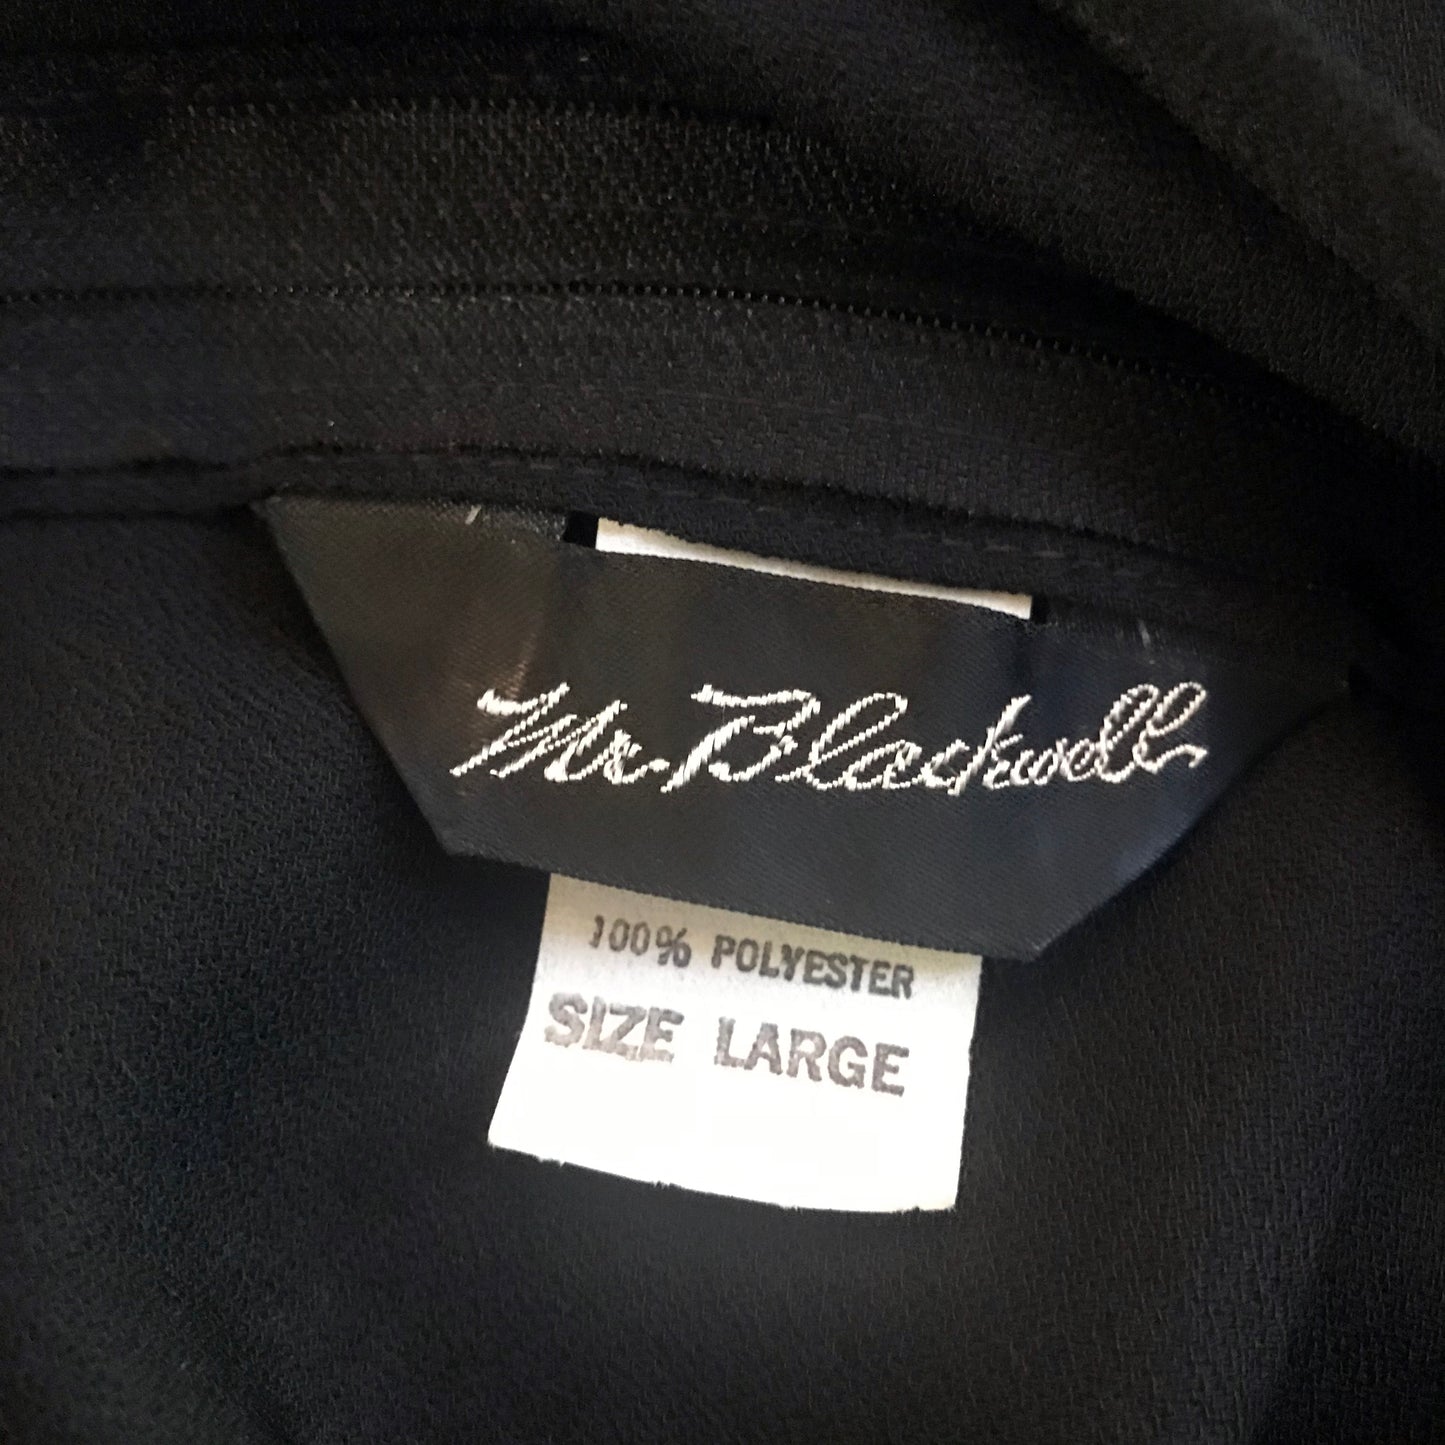 Mr. Blackwell
100% POLYESTER
SIZE LARGE